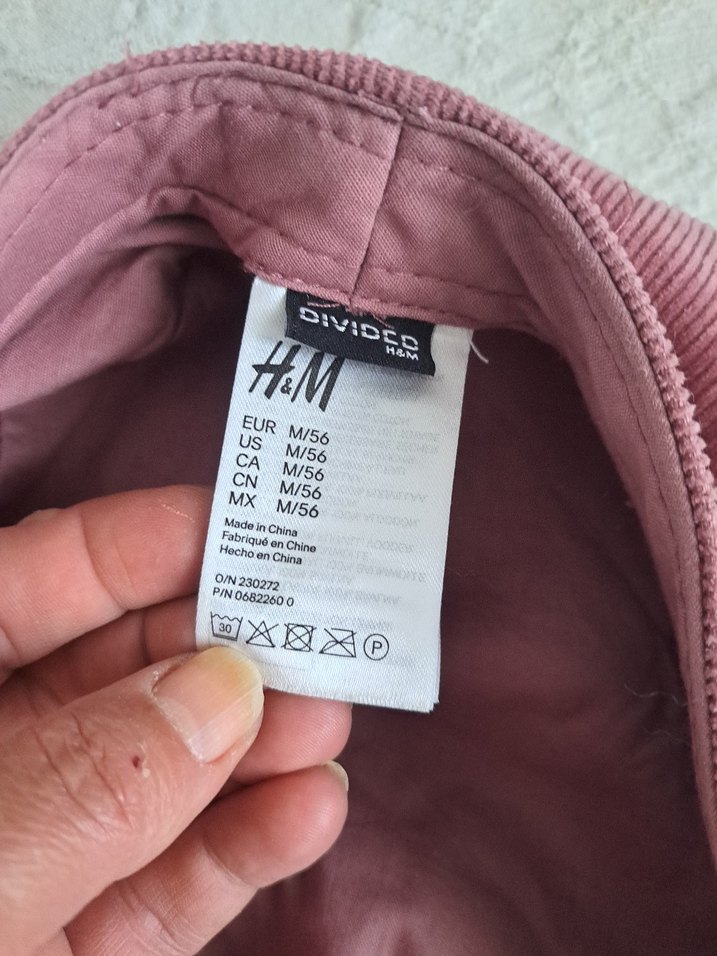 DIVIDED
H&M
H&M
EUR M/56
US M/56
CA M/56
CN M/56
MX M/56
Made in China
Fabriqué en Chine
Hecho en China
O/N 230272
P/N 0682260 0
30
P